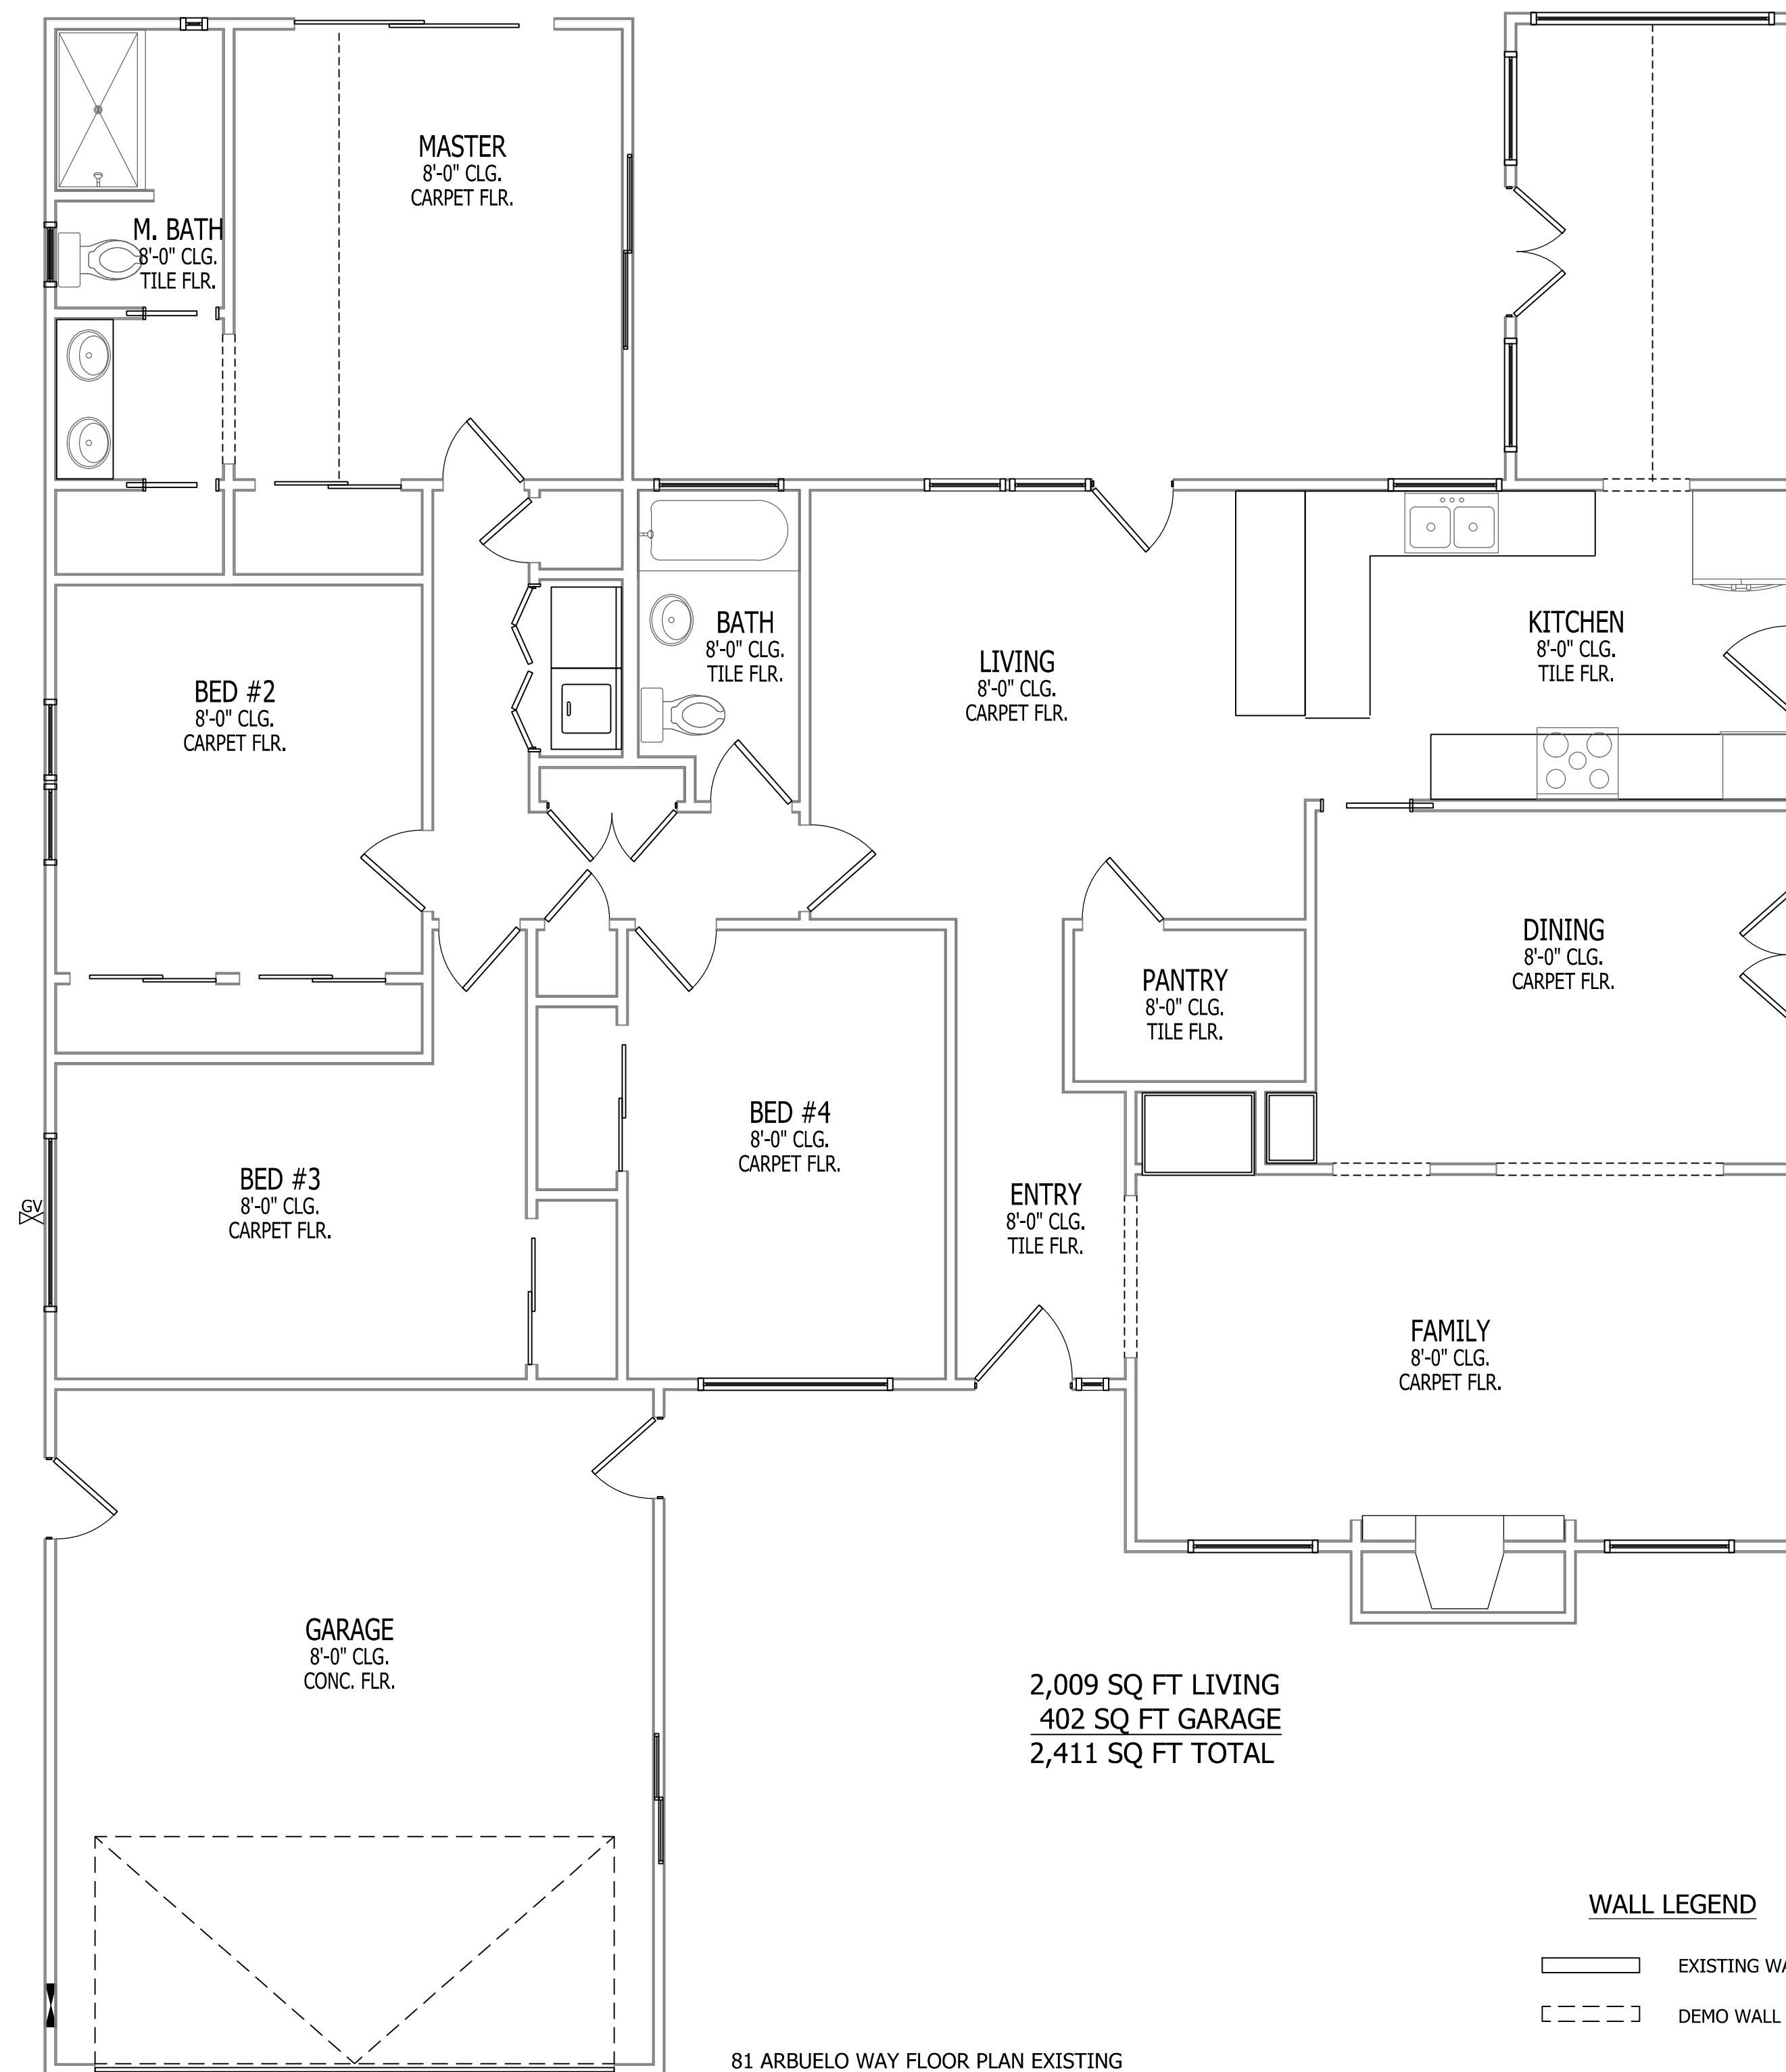 MASTER
8'-0" CLG.
CARPET FLR.
M. BATH
8'-0" CLG.
TILE FLR.
BATH
8'-0" CLG.
TILE FLR.
LIVING
8'-0" CLG.
CARPET FLR.
KITCHEN
8'-0" CLG.
TILE FLR.
BED #2
8'-0" CLG.
CARPET FLR.
DINING
8'-0" CLG.
CARPET FLR.
PANTRY
8'-0" CLG.
TILE FLR.
BED #4
8'-0" CLG.
CARPET FLR.
BED #3
8'-0" CLG.
CARPET FLR.
GV
ENTRY
8'-0" CLG.
TILE FLR.
FAMILY
8'-0" CLG.
CARPET FLR.
GARAGE
8'-0" CLG.
CONC. FLR.
2,009 SQ FT LIVING
402 SQ FT GARAGE
2,411 SQ FT TOTAL
WALL LEGEND
EXISTING
DEMO WALL
81 ARBUELO WAY FLOOR PLAN EXISTING